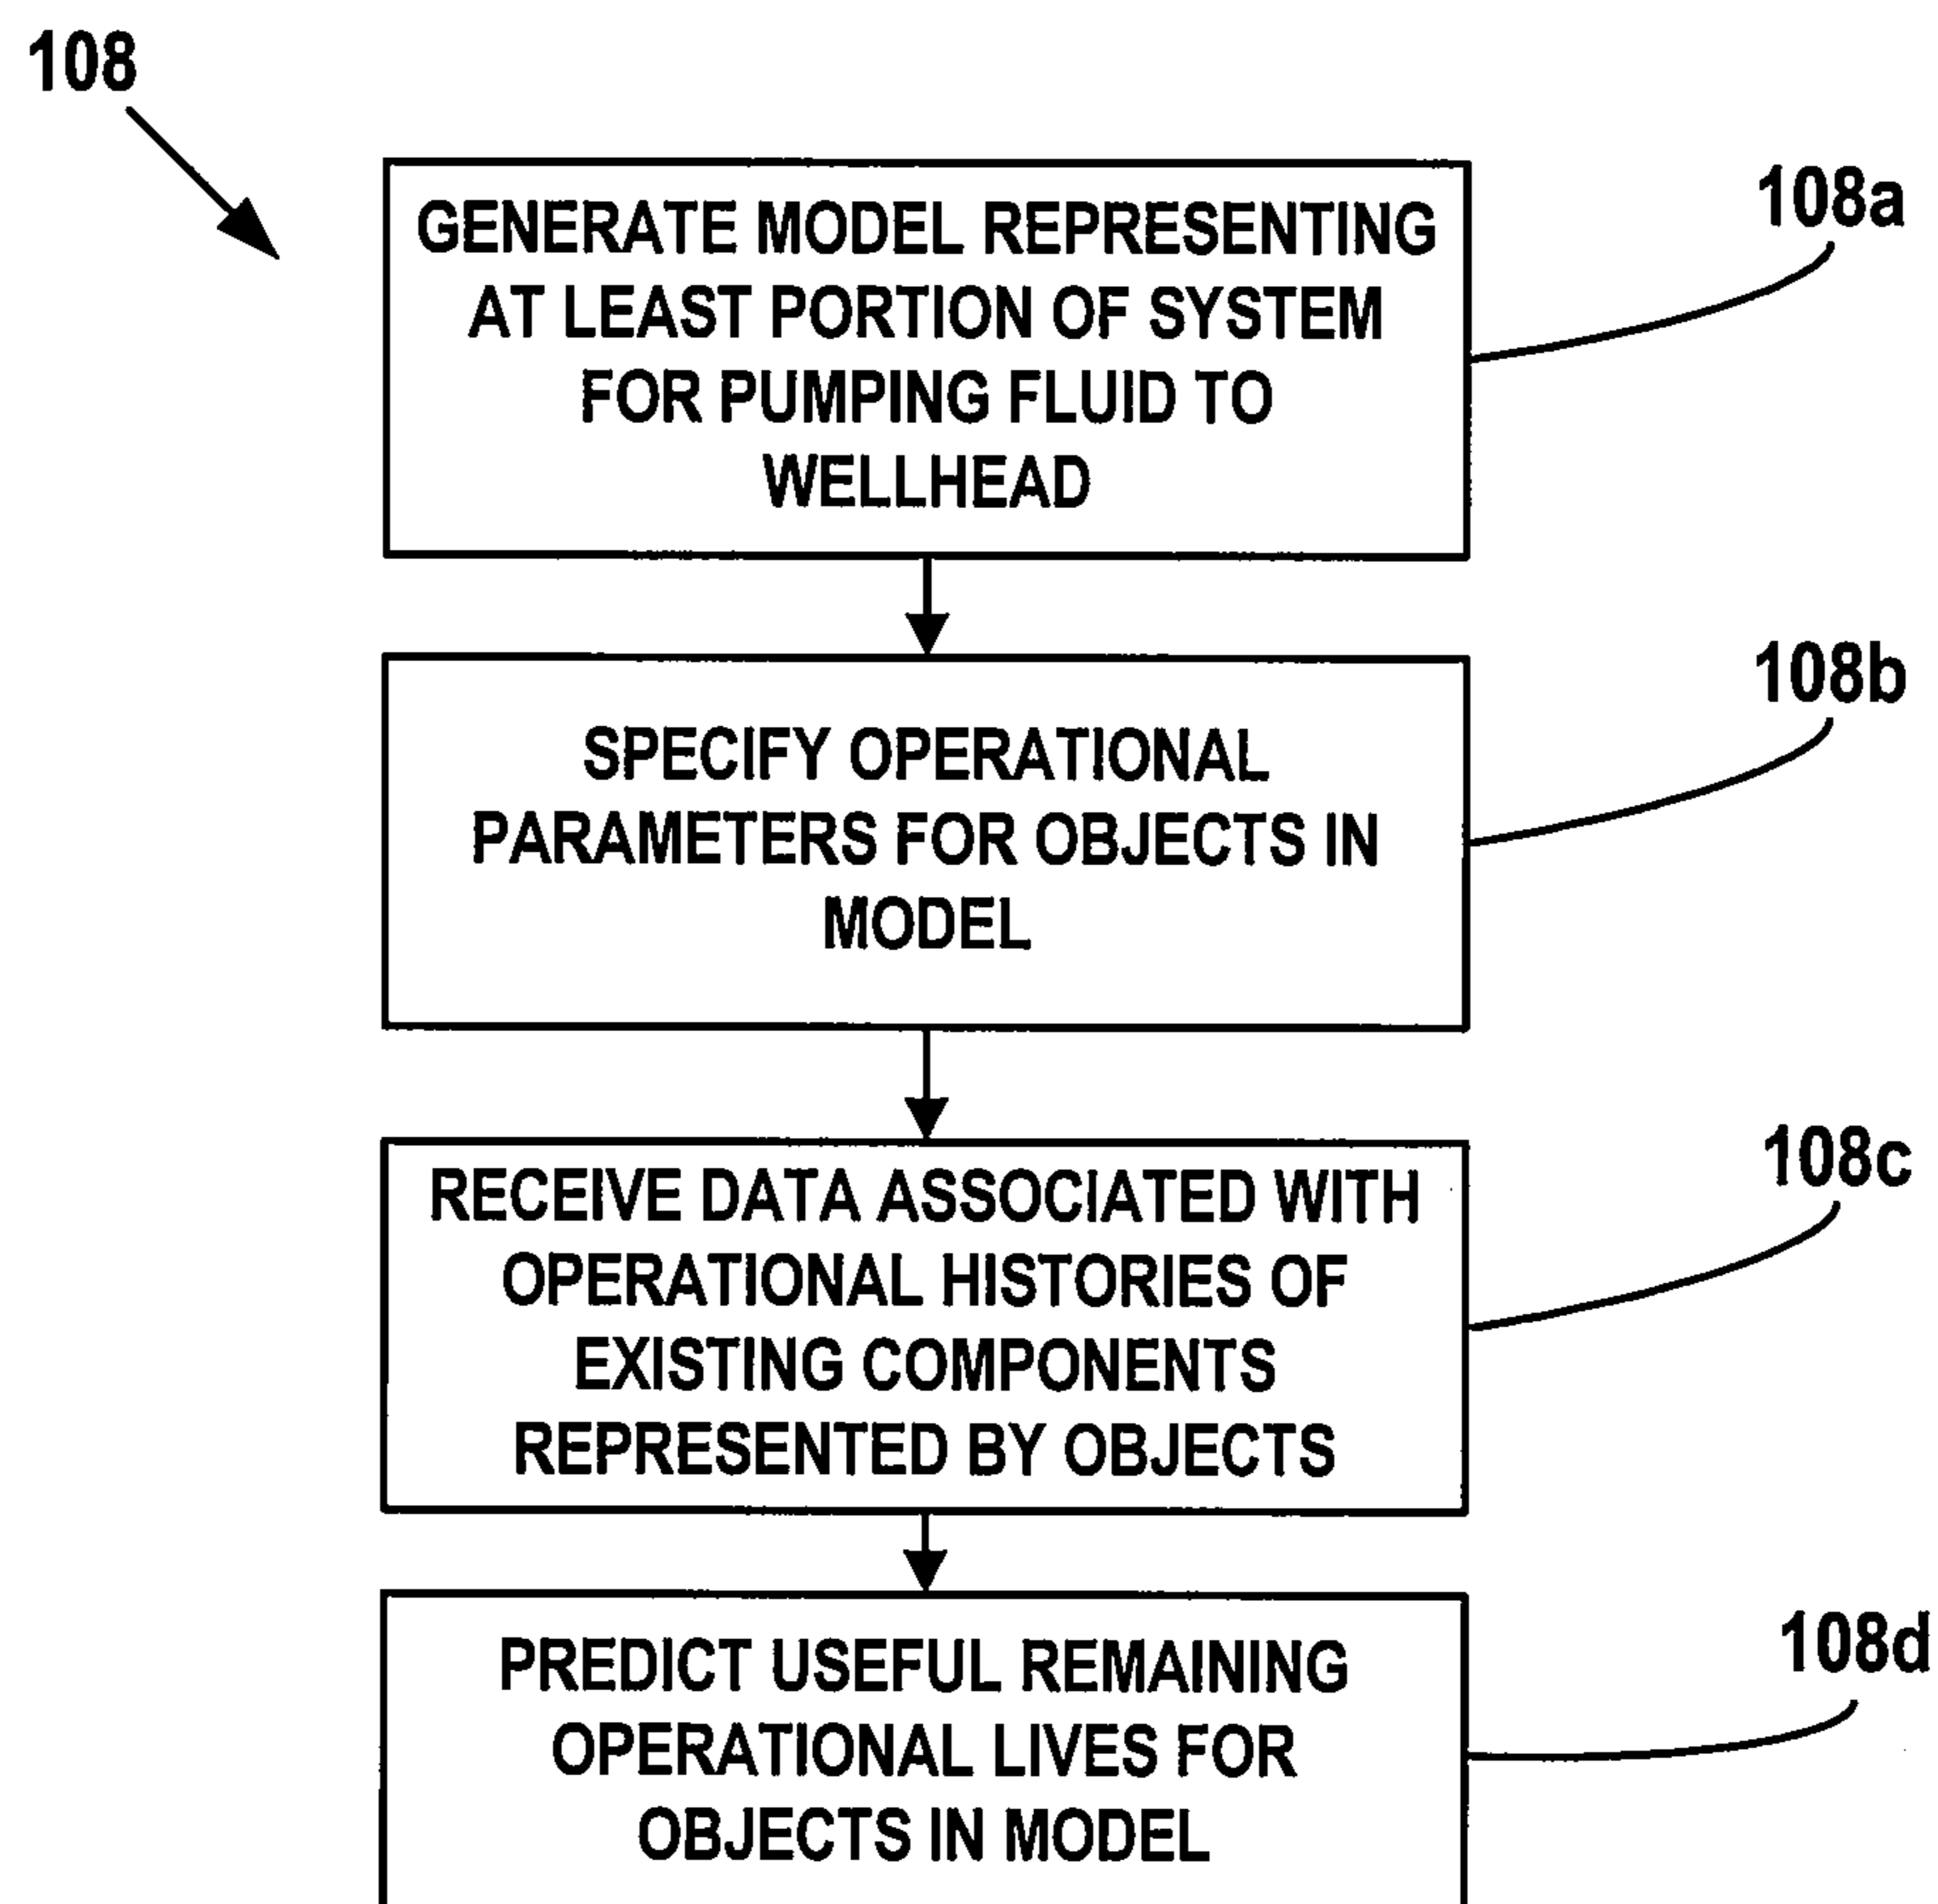 108
GENERATE MODEL REPRESENTING
AT LEAST PORTION OF SYSTEM
FOR PUMPING FLUID TO
WELLHEAD
108a
SPECIFY OPERATIONAL
PARAMETERS FOR OBJECTS IN
MODEL
108b
RECEIVE DATA ASSOCIATED WITH
OPERATIONAL HISTORIES OF
EXISTING COMPONENTS
REPRESENTED BY OBJECTS
108c
PREDICT USEFUL REMAINING
OPERATIONAL LIVES FOR
OBJECTS IN MODEL
108d